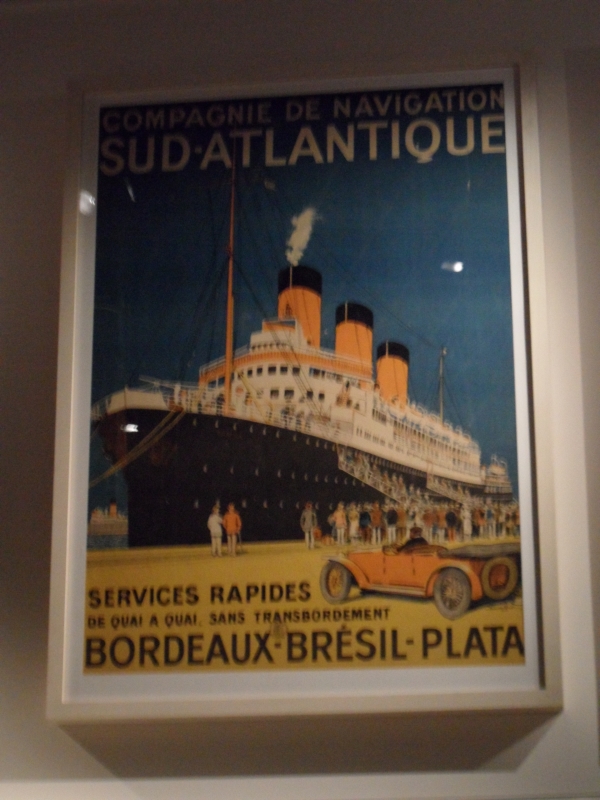 COMPAGNIE DE NAVIGATION
SUD·ATLANTIQUE
SERVICES RAPIDES
DE QUAI A QUAI, SANS TRANSBORDEMENT
BORDEAUX-BRÉSIL-PLATA